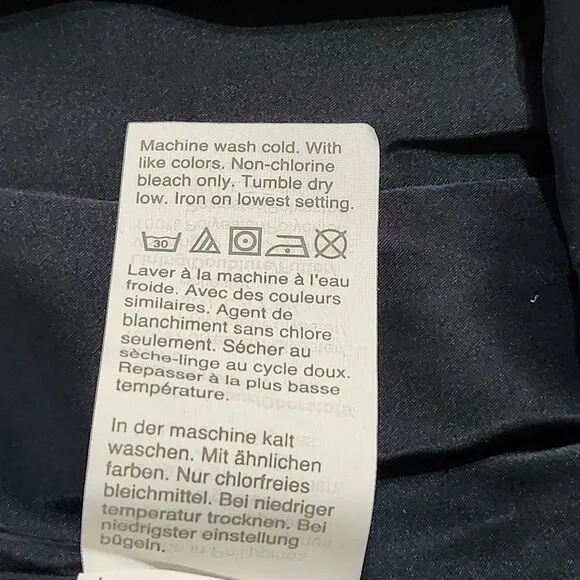 Machine wash cold. With
like colors. Non-chlorine
bleach only. Tumble dry
low. Iron on lowest setting.
30
Laver à la machine à l'eau
froide. Avec des couleurs
similaires. Agent de
blanchiment sans chlore
seulement. Sécher au
sèche-linge au cycle doux.
Repasser à la plus basse
température.
In der maschine kalt
waschen. Mit ähnlichen
farben. Nur chlorfreies
bleichmittel. Bei niedriger
temperatur trocknen. Bei
niedrigster einstellung
bügeln.